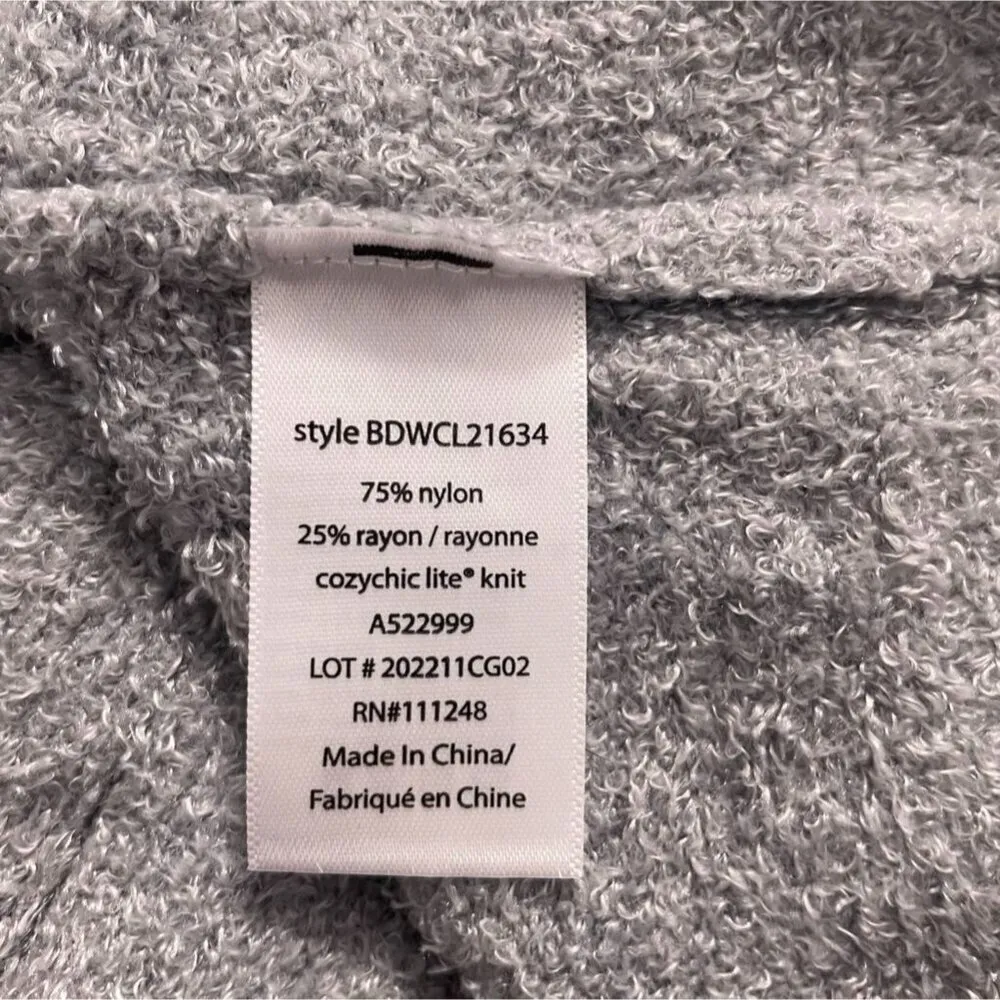 style BDWCL21634
75% nylon
25% rayon / rayonne
cozychic lite® knit
A522999
LOT # 202211CG02
RN#111248
Made In China/
Fabriqué en Chine